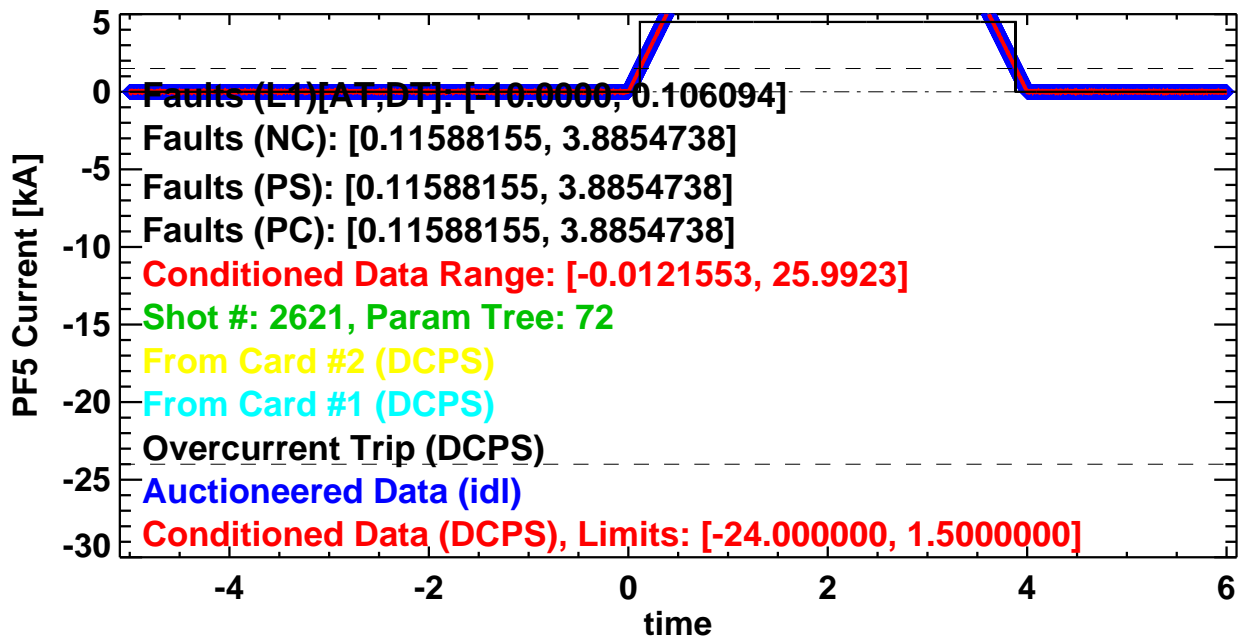 5
0
-5
-10
-15
-20
-25
-30
PF5 Current [kA]
Faults (L1)[AT,DT]: [-10.0000, 0.106094]
Faults (NC): [0.11588155, 3.8854738]
Faults (PS): [0.11588155, 3.8854738]
Faults (PC): [0.11588155, 3.8854738]
Conditioned Data Range: [-0.0121553, 25.9923]
Shot #: 2621, Param Tree: 72
From Card #2 (DCPS)
From Card #1 (DCPS)
Overcurrent Trip (DCPS)
Auctioneered Data (idl)
Conditioned Data (DCPS), Limits: [-24.000000, 1.5000000]
-4 -2 0 2 4 6
time